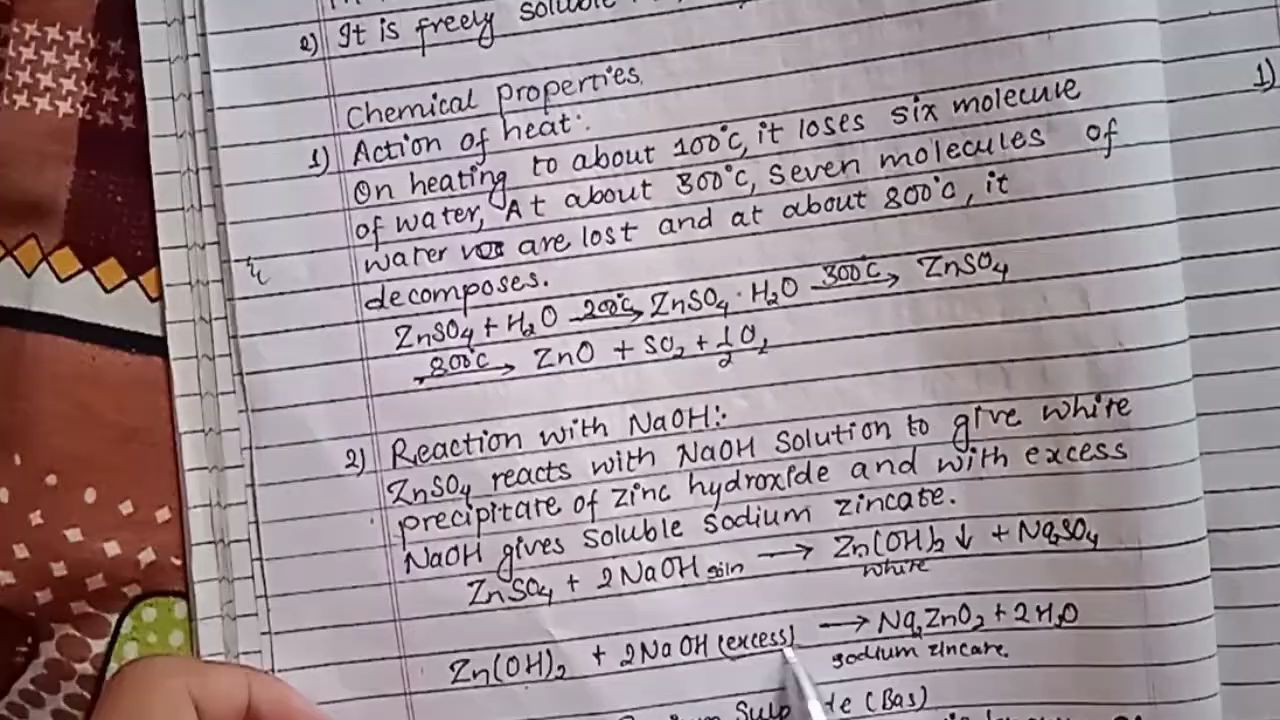 2) It is freely soluble
Chemical properties.
1) Action of heat:
On heating to about 100°C, it loses six molecule
of water, At about 300°C, seven molecules of
water are lost and at about 800°C, it
decomposes.
ZnSO4 + H2O 200°C→ ZnSO4·H2O 300°C→ ZnSO4
800°C→ ZnO + SO2 + 1/2 O2
2) Reaction with NaOH:
ZnSO4 reacts with NaOH solution to give white
precipitate of zinc hydroxide and with excess
NaOH gives soluble sodium zincate.
ZnSO4 + 2NaOH soln → Zn(OH)2 ↓ + Na2SO4
white
Zn(OH)2 + 2NaOH (excess) → Na2ZnO2 + 2H2O
sodium zincate.
(Bas)
1)